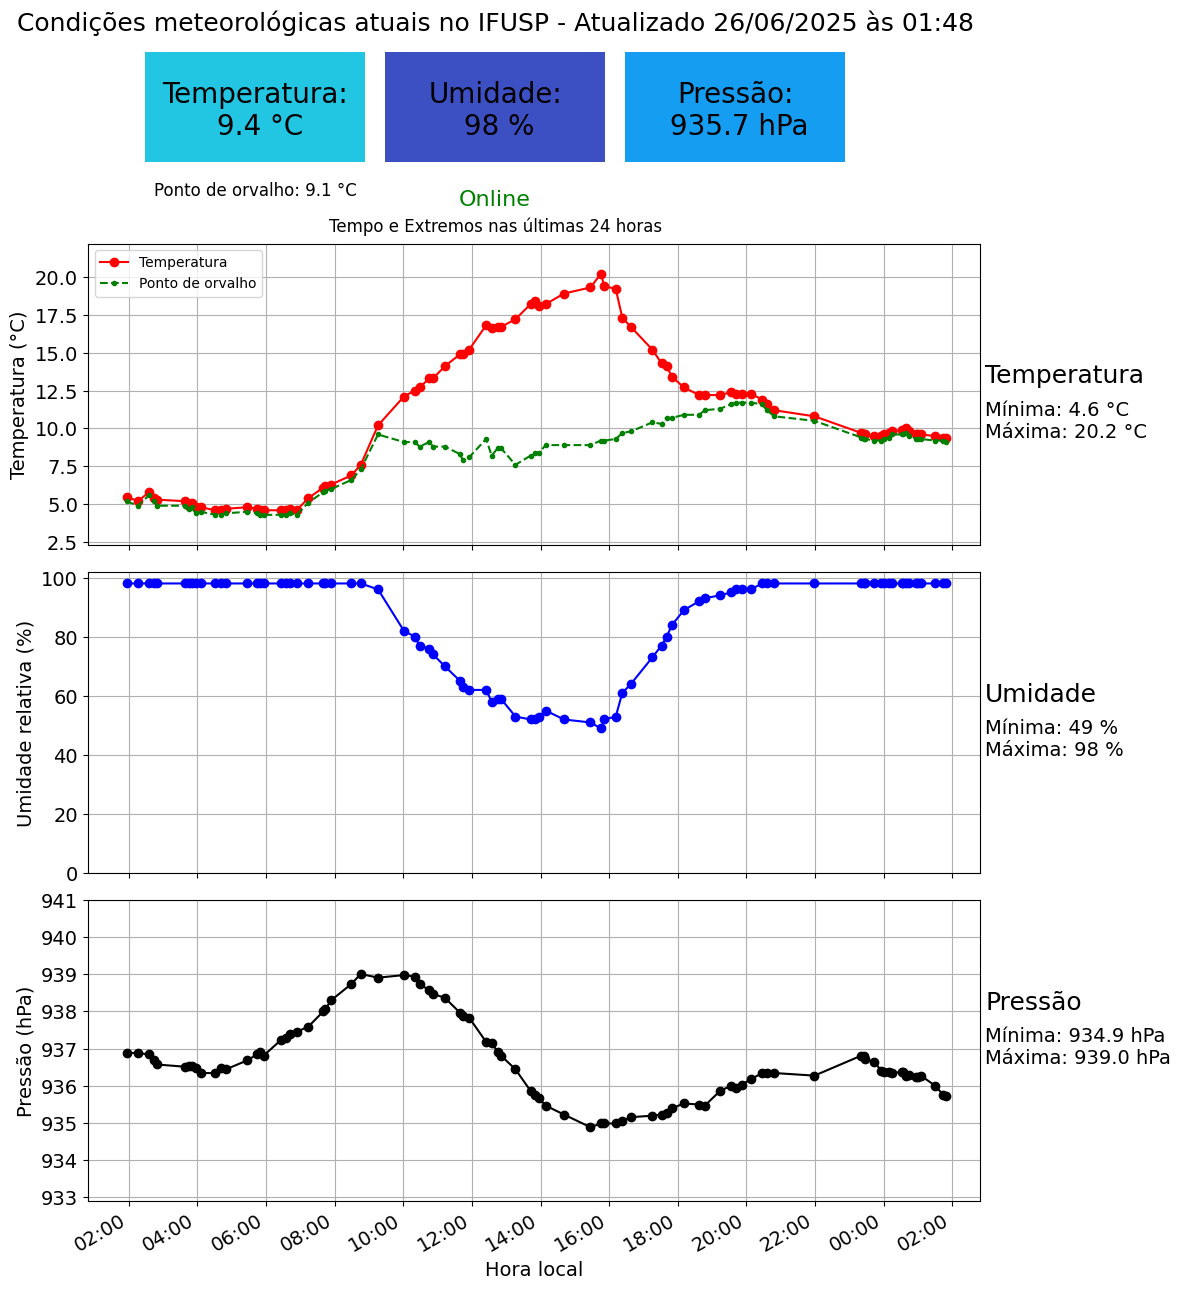 Condições meteorológicas atuais no IFUSP - Atualizado 26/06/2025 às 01:48
Temperatura:
9.4 °C
Umidade:
98 %
Pressão:
935.7 hPa
Ponto de orvalho: 9.1 °C
Online
Tempo e Extremos nas últimas 24 horas
Temperatura
Ponto de orvalho
Temperatura (°C)
20.0
17.5
15.0
12.5
10.0
7.5
5.0
2.5
Temperatura
Mínima: 4.6 °C
Máxima: 20.2 °C
Umidade relativa (%)
100
80
60
40
20
0
Umidade
Mínima: 49 %
Máxima: 98 %
Pressão (hPa)
941
940
939
938
937
936
935
934
933
Pressão
Mínima: 934.9 hPa
Máxima: 939.0 hPa
02:00
04:00
06:00
08:00
10:00
12:00
14:00
16:00
18:00
20:00
22:00
00:00
02:00
Hora local